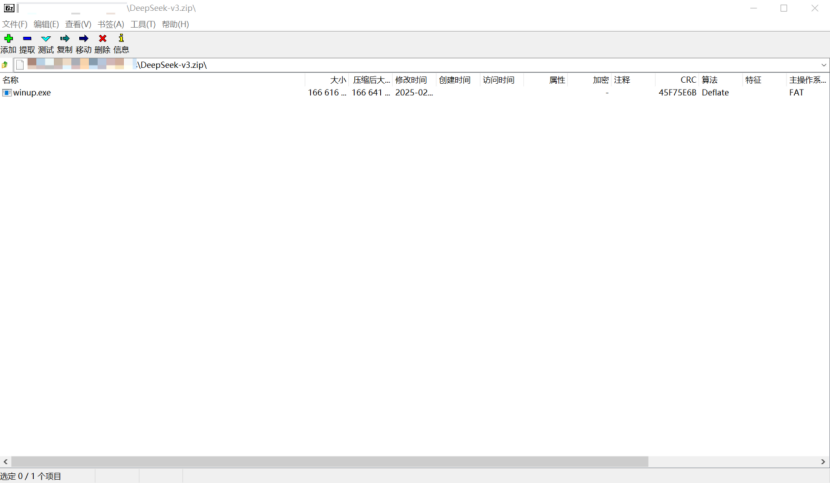 \DeepSeek-v3.zip\
文件(F) 编辑(E) 查看(V) 书签(A) 工具(T) 帮助(H)
添加 提取 测试 复制 移动 删除 信息
\DeepSeek-v3.zip\
名称 大小 压缩后大... 修改时间 创建时间 访问时间 属性 加密 注释 CRC 算法 特征 主操作系...
winup.exe 166 616 ... 166 641 ... 2025-02... - 45F75E6B Deflate FAT
选定 0 / 1 个项目